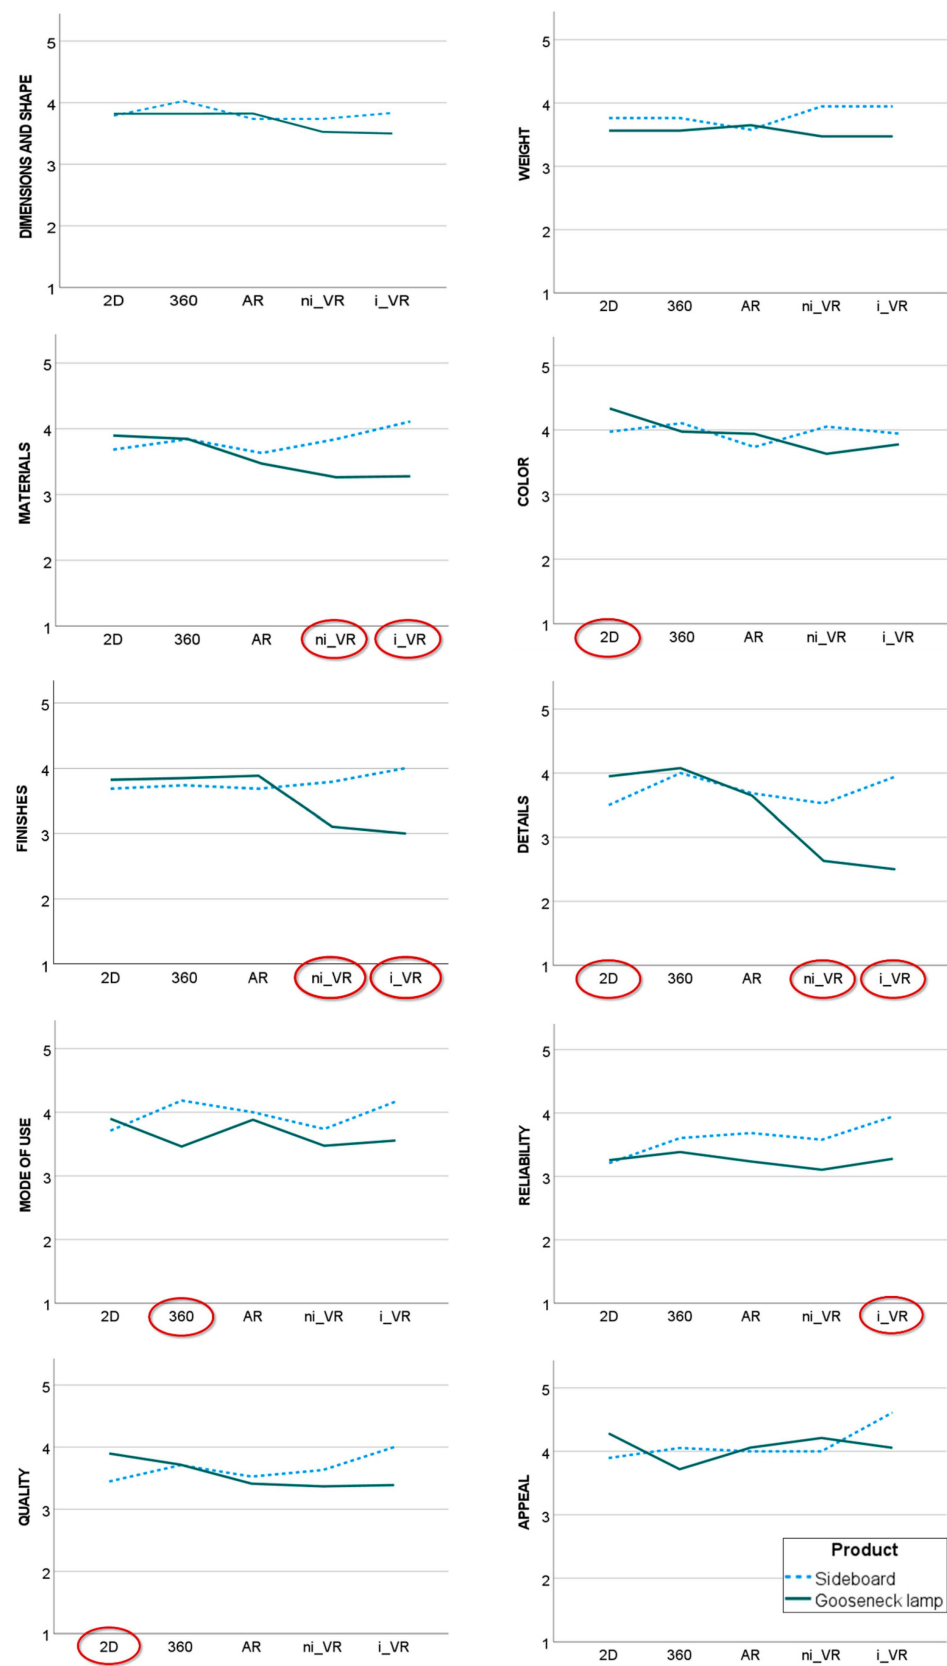 DIMENSIONS AND SHAPE
5
4
3
2
1
2D 360 AR ni_VR i_VR
WEIGHT
5
4
3
2
1
2D 360 AR ni_VR i_VR
MATERIALS
5
4
3
2
1
2D 360 AR ni_VR i_VR
COLOR
5
4
3
2
1
2D 360 AR ni_VR i_VR
FINISHES
5
4
3
2
1
2D 360 AR ni_VR i_VR
DETAILS
5
4
3
2
1
2D 360 AR ni_VR i_VR
MODE OF USE
5
4
3
2
1
2D 360 AR ni_VR i_VR
RELIABILITY
5
4
3
2
1
2D 360 AR ni_VR i_VR
QUALITY
5
4
3
2
1
2D 360 AR ni_VR i_VR
APPEAL
5
4
3
2
1
2D 360 AR ni_VR i_VR
Product
Sideboard
Gooseneck lamp